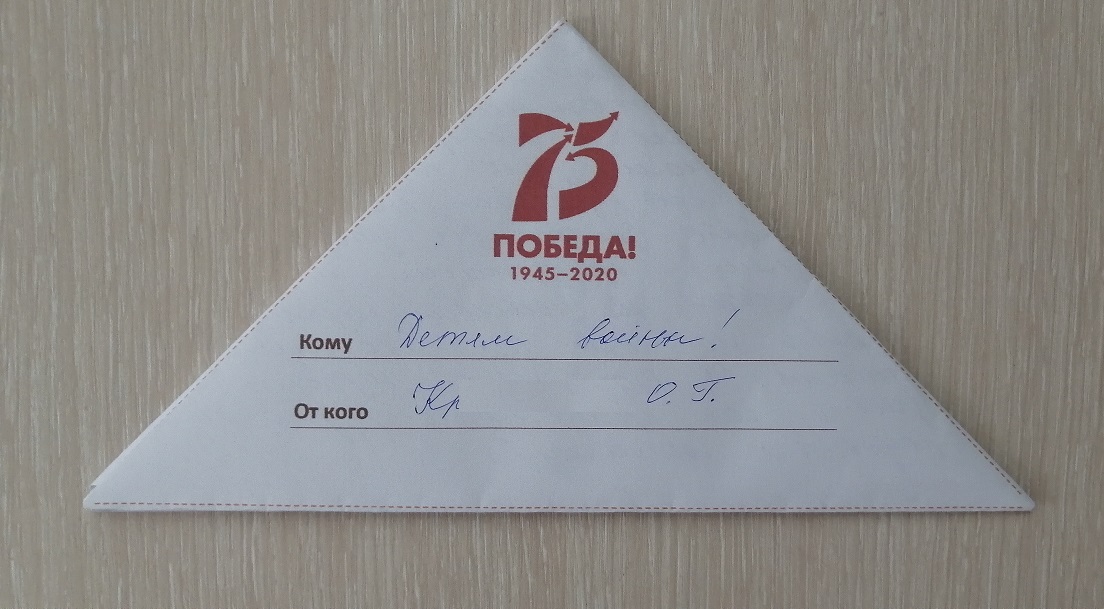 75
ПОБЕДА!
1945–2020
Кому Детям войны!
От кого Кр О. Г.